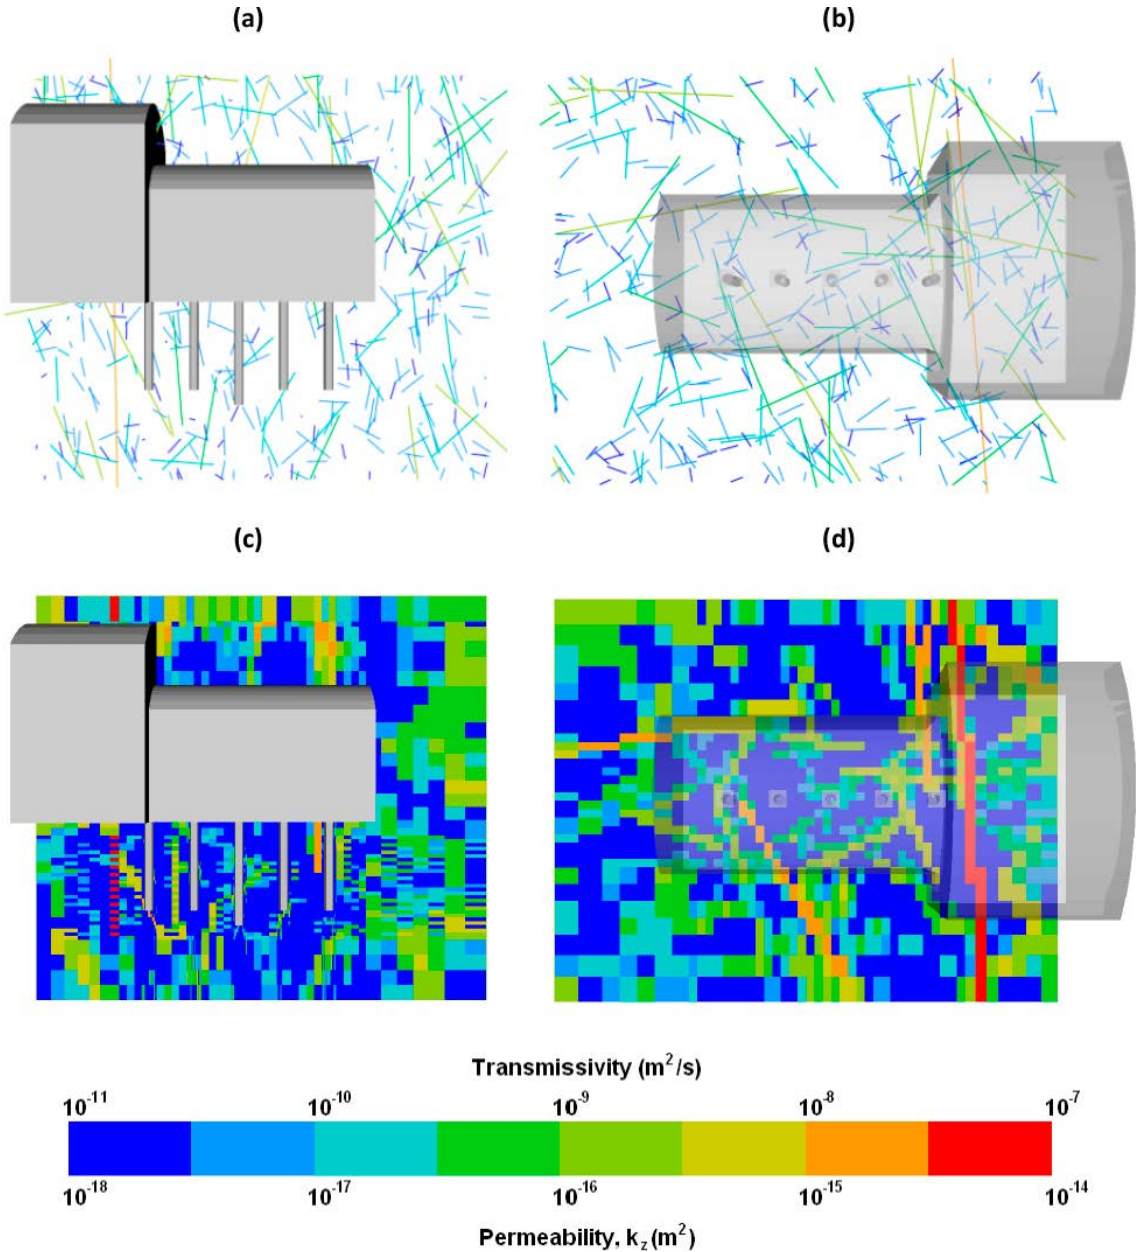 (a) (b)
(c) (d)
Transmissivity (m²/s)
10⁻¹¹ 10⁻¹⁰ 10⁻⁹ 10⁻⁸ 10⁻⁷
10⁻¹⁸ 10⁻¹⁷ 10⁻¹⁶ 10⁻¹⁵ 10⁻¹⁴
Permeability, k_z (m²)